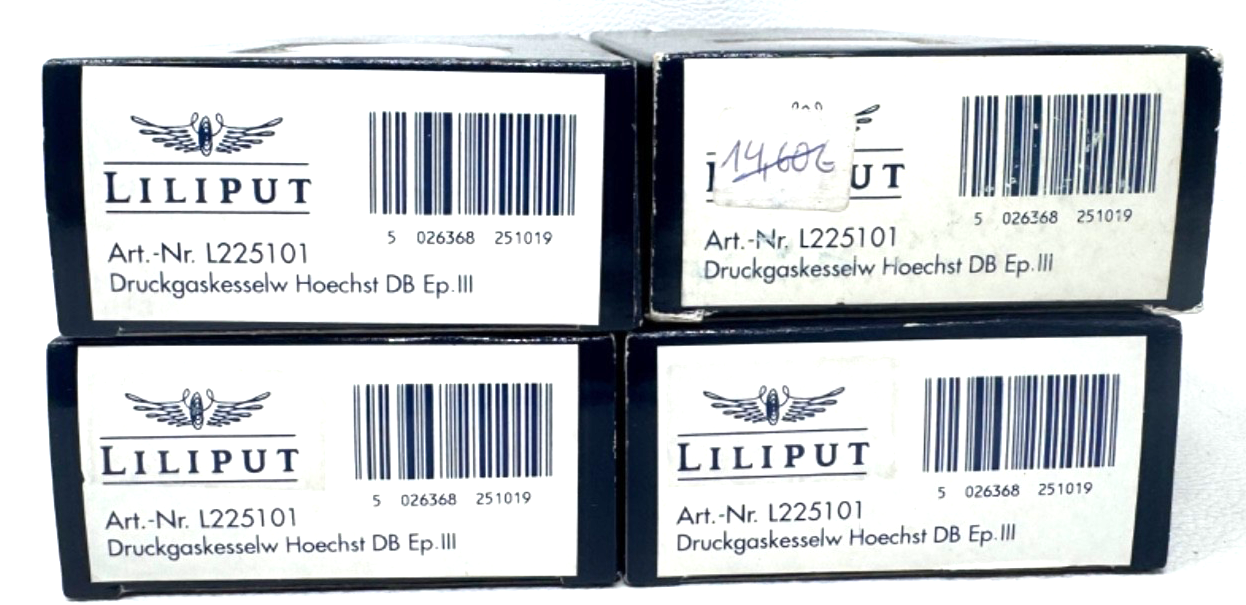 LILIPUT
5 026368 251019
Art.-Nr. L225101
Druckgaskesselw Hoechst DB Ep.III
14,60€
UT
5 026368 251019
Art.-Nr. L225101
Druckgaskesselw Hoechst DB Ep.III
LILIPUT
5 026368 251019
Art.-Nr. L225101
Druckgaskesselw Hoechst DB Ep.III
LILIPUT
5 026368 251019
Art.-Nr. L225101
Druckgaskesselw Hoechst DB Ep.III